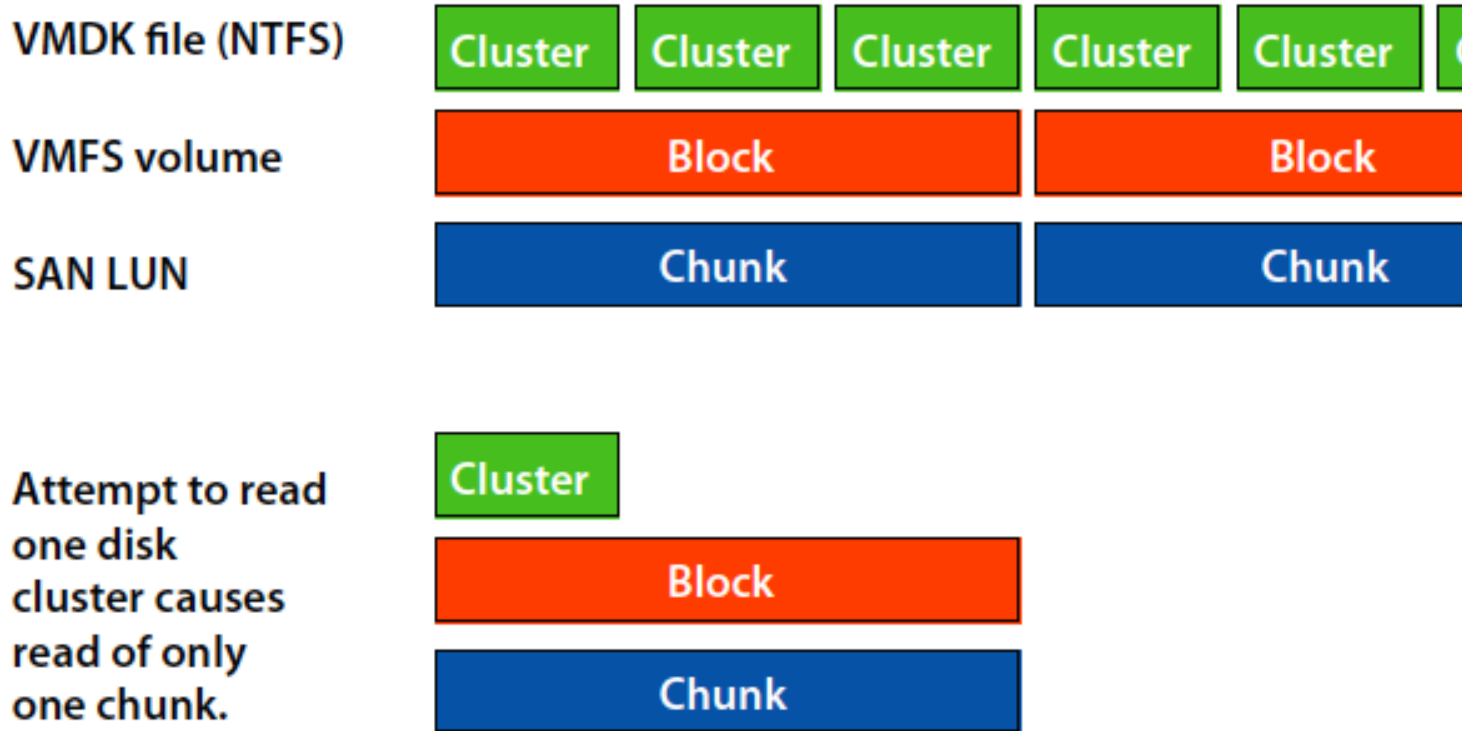 VMDK file (NTFS) Cluster Cluster Cluster Cluster Cluster
VMFS volume Block Block
SAN LUN Chunk Chunk
Cluster
Attempt to read
one disk
cluster causes
read of only
one chunk.
Block
Chunk